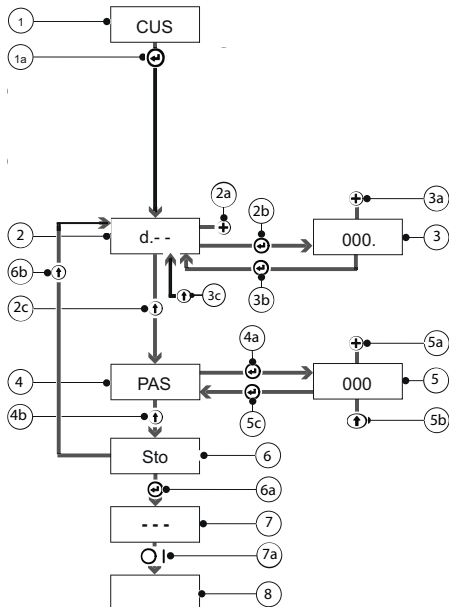 1 CUS
1a
2a
2b
3a
2 d.-- 000. 3
6b
3c
3b
2c
4a
5a
4 PAS 000 5
4b
5c
5b
Sto 6
6a
--- 7
7a
8